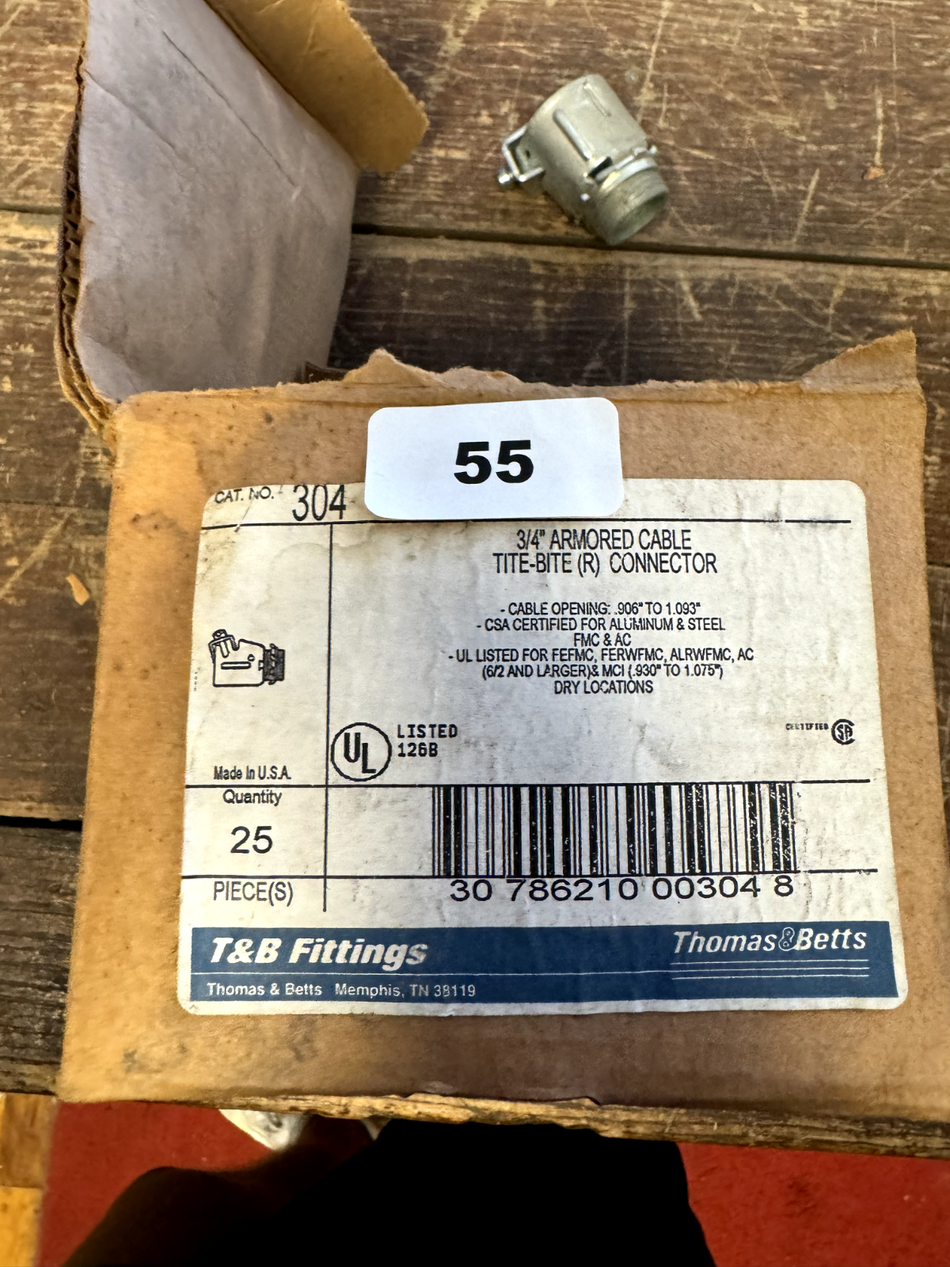 55
CAT. NO. 304
3/4" ARMORED CABLE
TITE-BITE (R) CONNECTOR
- CABLE OPENING: .906" TO 1.093"
- CSA CERTIFIED FOR ALUMINUM & STEEL
FMC & AC
- UL LISTED FOR FEFMC, FERWFMC, ALRWFMC, AC
(6/2 AND LARGER)& MCI (.930" TO 1.075")
DRY LOCATIONS
UL LISTED
126B
CERTIFIED SA
Made In U.S.A.
Quantity
25
PIECE(S)
30 786210 00304 8
T&B Fittings
Thomas&Betts
Thomas & Betts Memphis, TN 38119